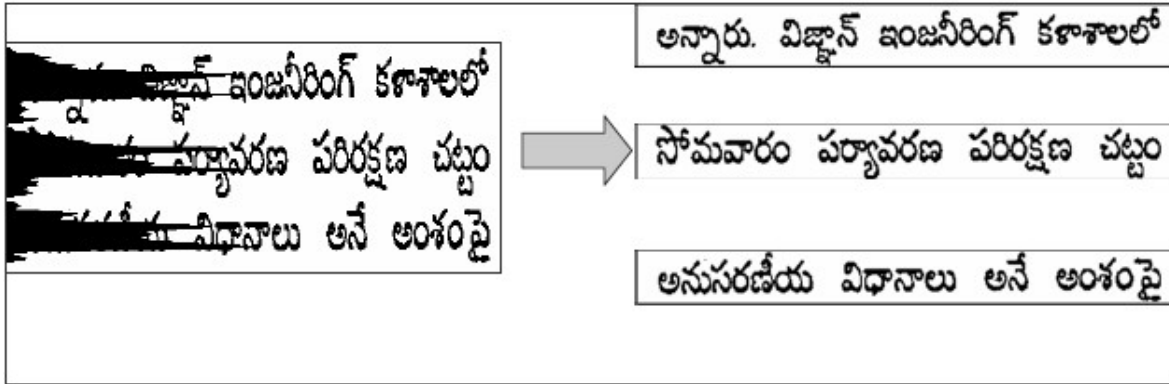 ్నారు. విజ్ఞాన్ ఇంజనీరింగ్ కళాశాలలో
పర్యావరణ పరిరక్షణ చట్టం
విధానాలు అనే అంశంపై
అన్నారు. విజ్ఞాన్ ఇంజనీరింగ్ కళాశాలలో
సోమవారం పర్యావరణ పరిరక్షణ చట్టం
అనుసరణీయ విధానాలు అనే అంశంపై